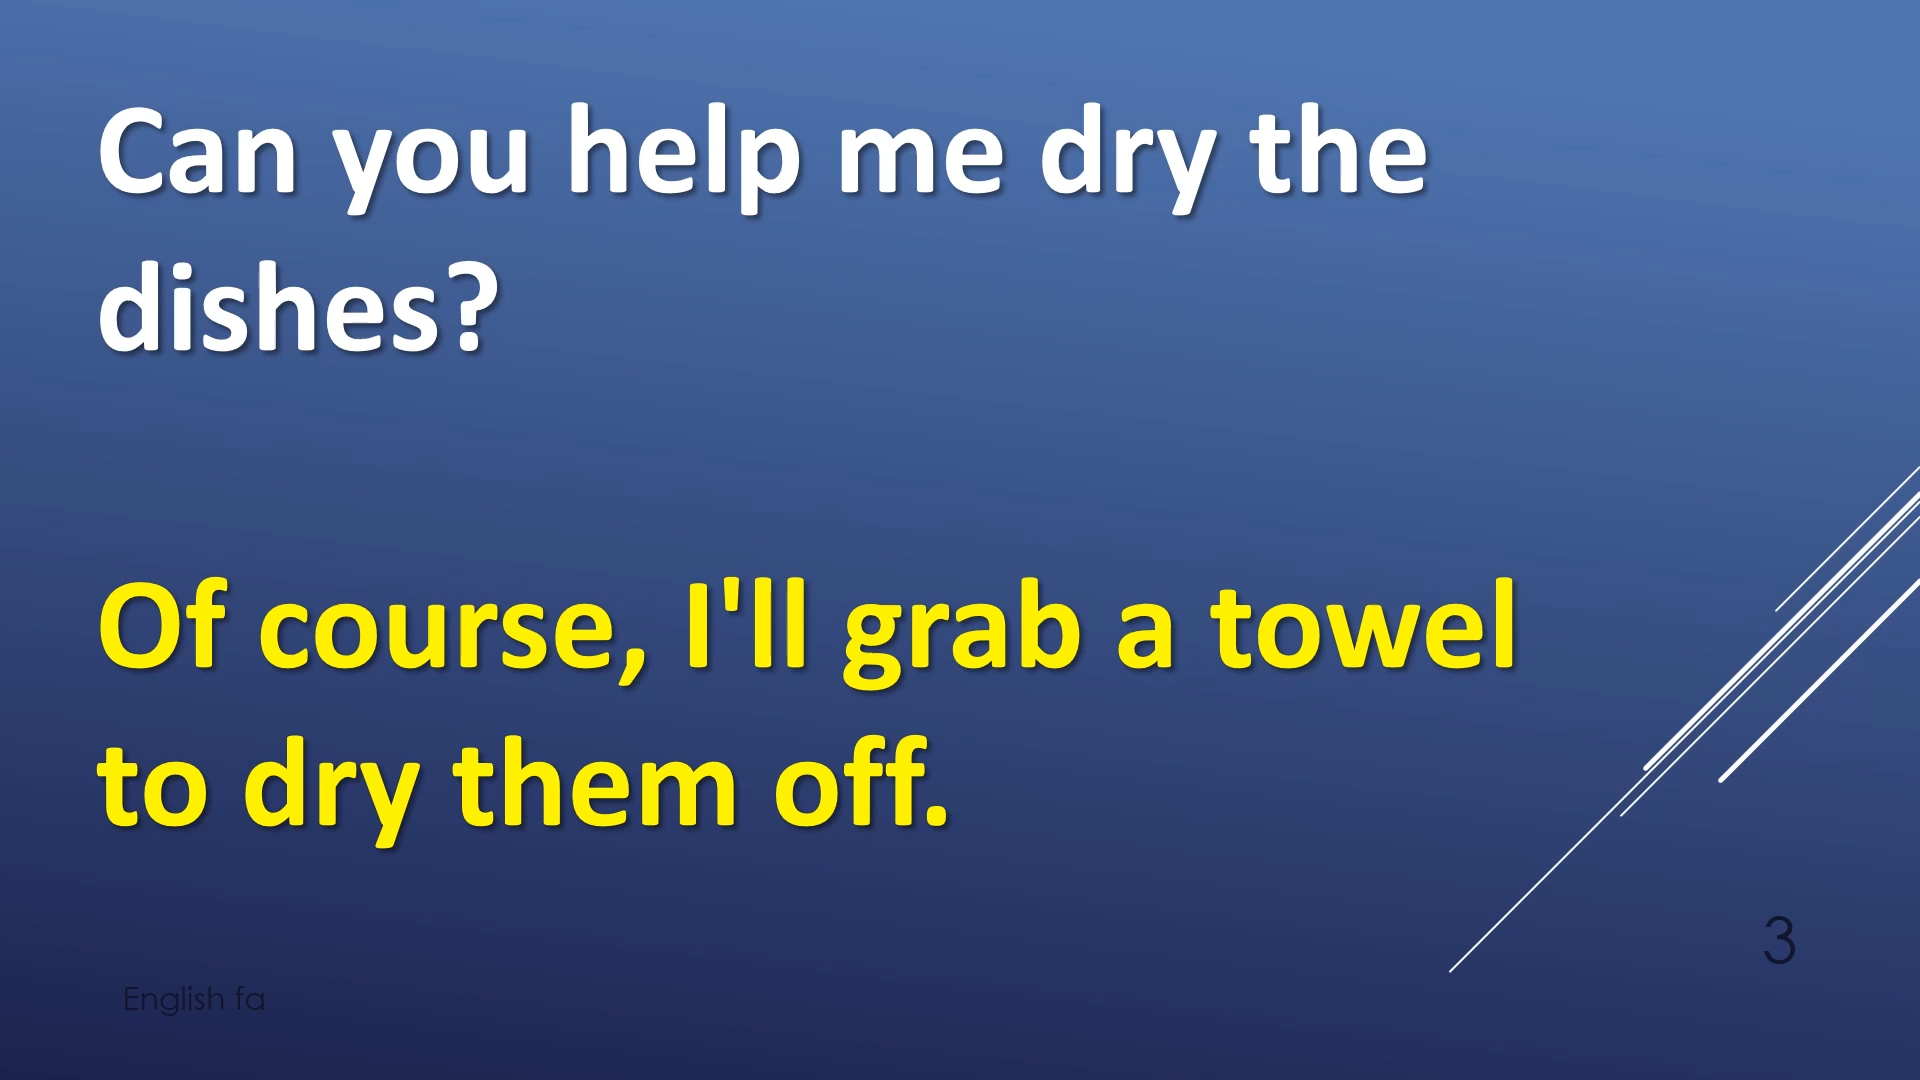 Can you help me dry the
dishes?
Of course, I'll grab a towel
to dry them off.
3
English fa